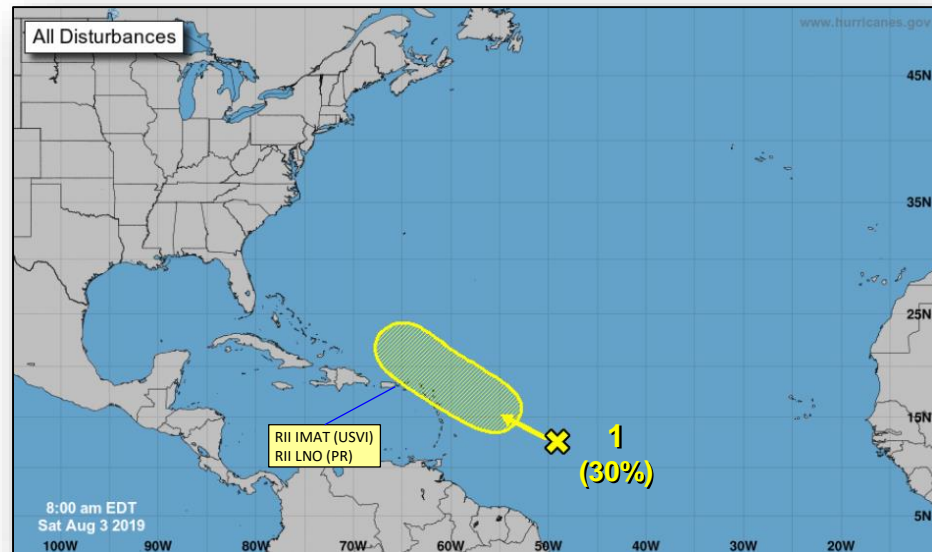 All Disturbances
www.hurricanes.gov
45N
35N
25N
15N
5N
RII IMAT (USVI)
RII LNO (PR)
1
(30%)
8:00 am EDT
Sat Aug 3 2019
100W
90W
80W
70W
60W
50W
40W
30W
20W